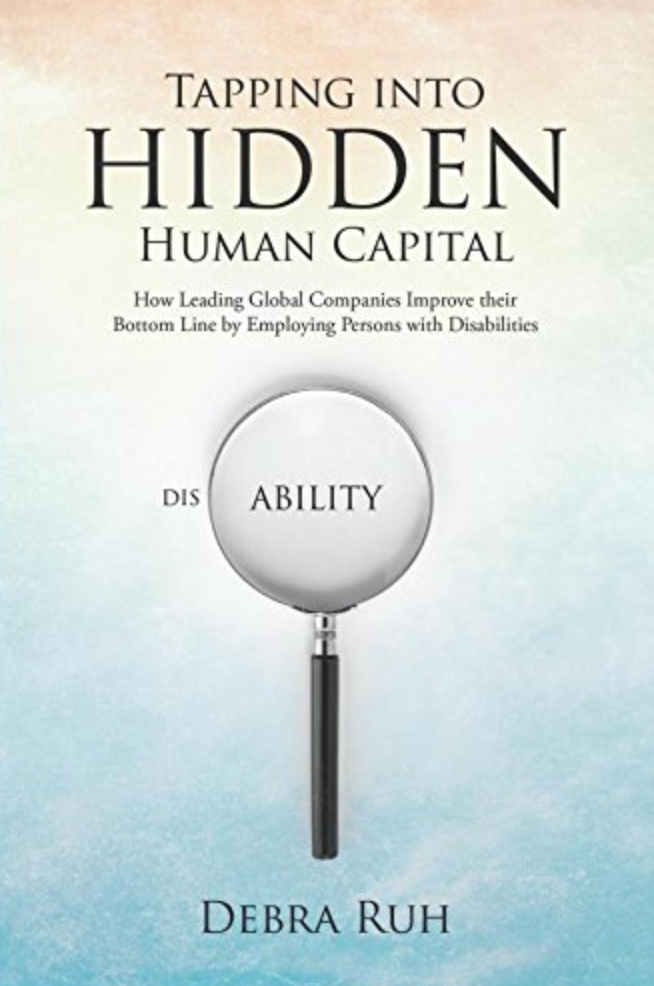 TAPPING INTO
HIDDEN
HUMAN CAPITAL
How Leading Global Companies Improve their
Bottom Line by Employing Persons with Disabilities
DIS ABILITY
DEBRA RUH